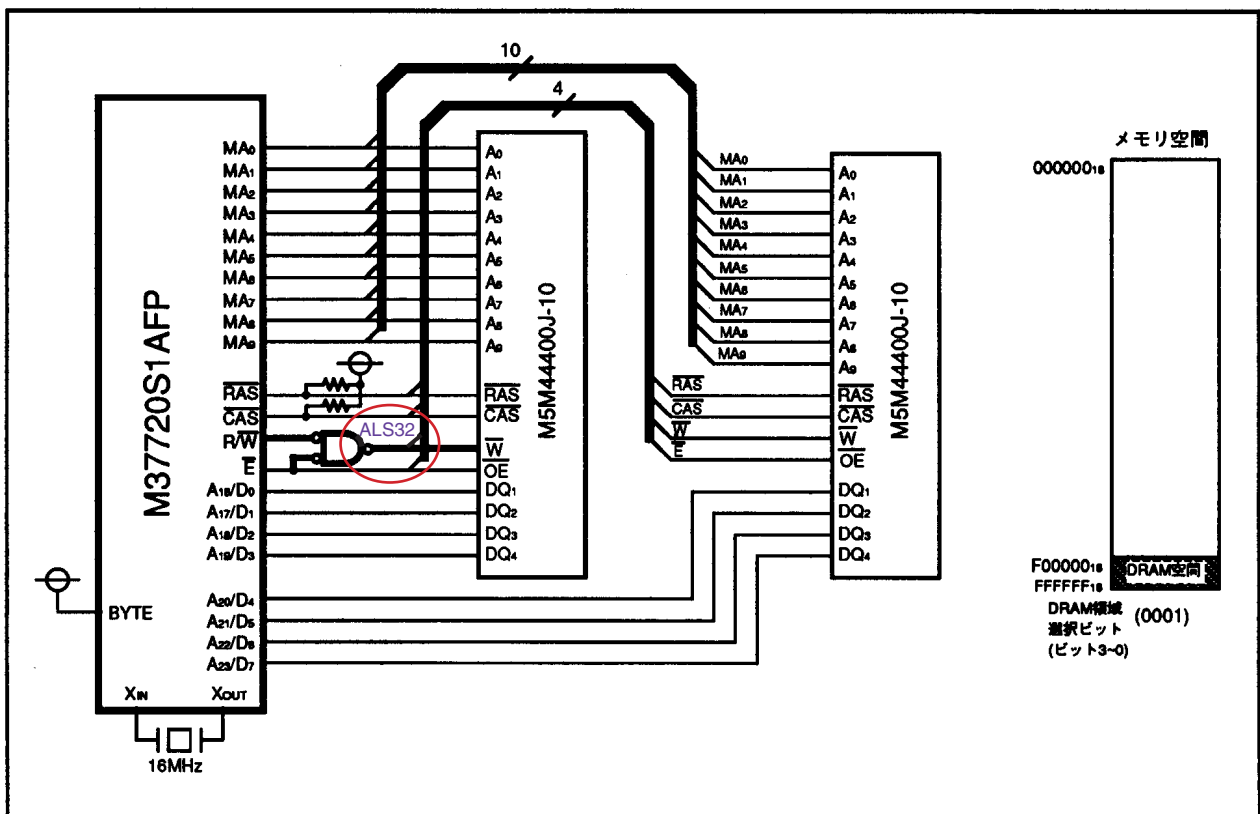 10
4
M37720S1AFP
MA0
MA1
MA2
MA3
MA4
MA5
MA6
MA7
MA8
MA9
RAS
CAS
R/W
E
A16/D0
A17/D1
A18/D2
A19/D3
A20/D4
A21/D5
A22/D6
A23/D7
BYTE
XIN
XOUT
16MHz
ALS32
M5M44400J-10
A0
A1
A2
A3
A4
A5
A6
A7
A8
A9
RAS
CAS
W
OE
DQ1
DQ2
DQ3
DQ4
MA0
MA1
MA2
MA3
MA4
MA5
MA6
MA7
MA8
MA9
RAS
CAS
W
E
M5M44400J-10
A0
A1
A2
A3
A4
A5
A6
A7
A8
A9
RAS
CAS
W
OE
DQ1
DQ2
DQ3
DQ4
メモリ空間
00000016
F0000016
DRAM空間
FFFFFF16
DRAM領域
選択ビット
(ビット3~0)
(0001)